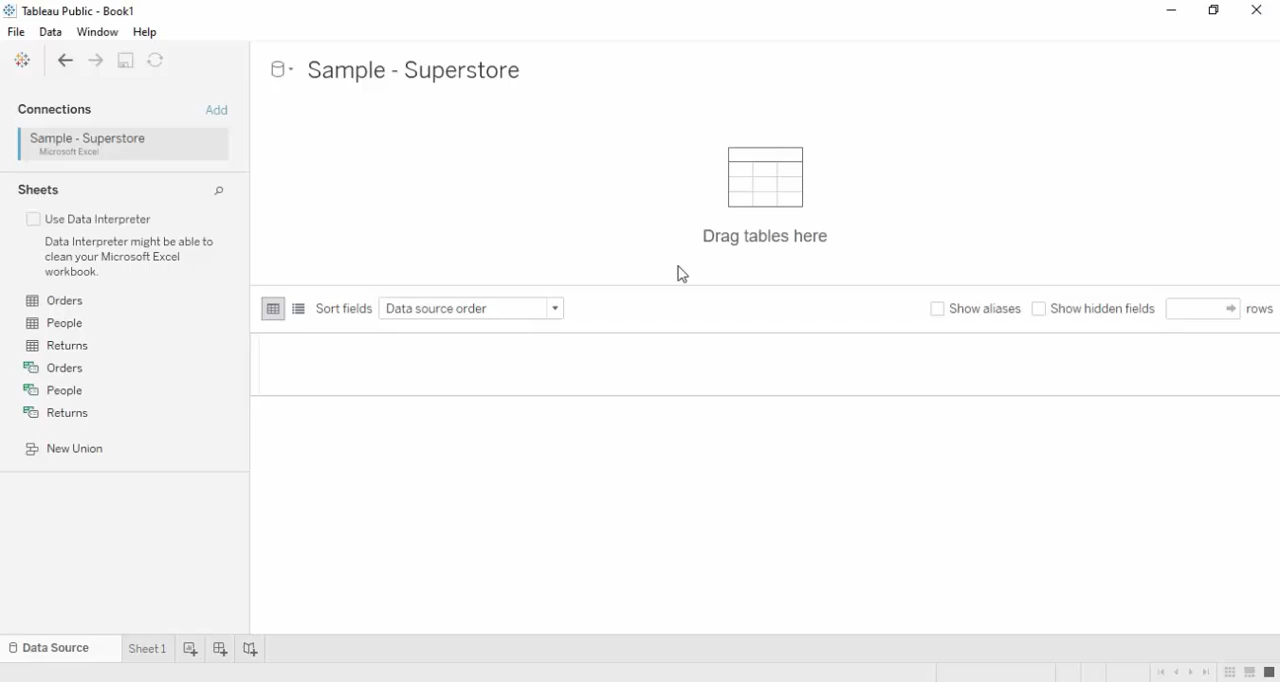 Tableau Public - Book1
File Data Window Help
Connections Add
Sample - Superstore
Microsoft Excel
Sheets
Use Data Interpreter
Data Interpreter might be able to
clean your Microsoft Excel
workbook.
Orders
People
Returns
Orders
People
Returns
New Union
Sample - Superstore
Drag tables here
Sort fields Data source order Show aliases Show hidden fields rows
Data Source Sheet 1